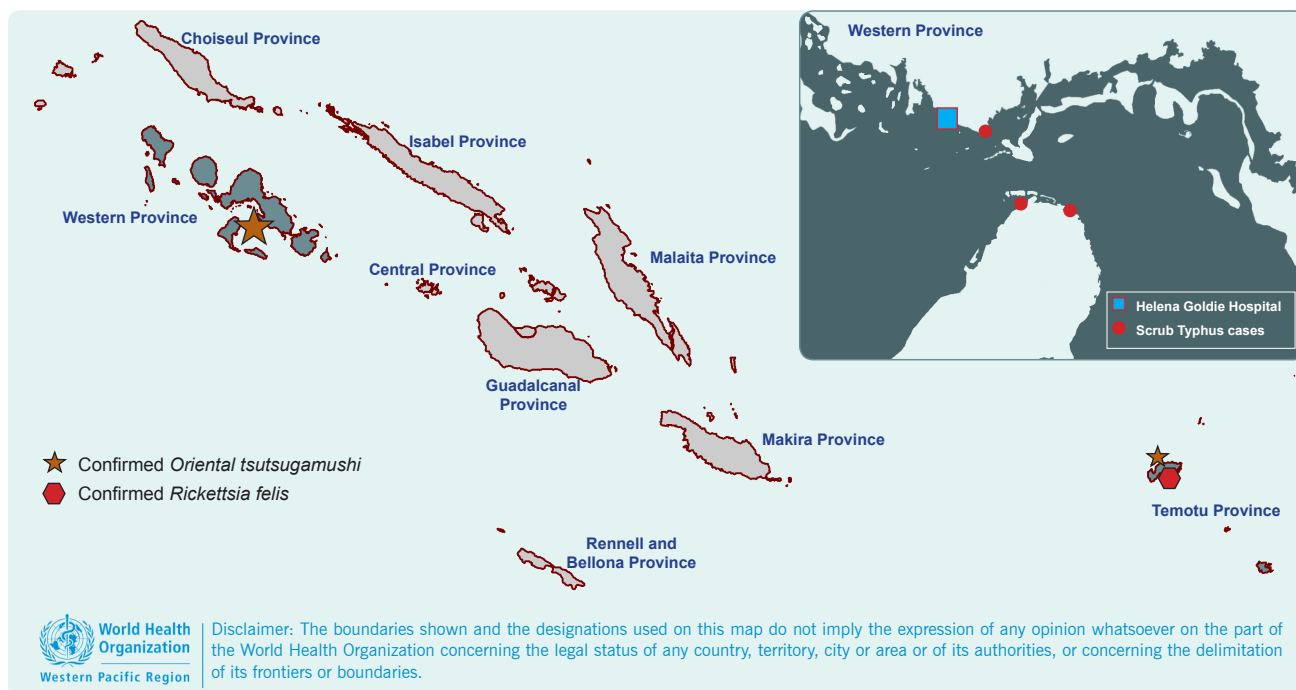 Choiseul Province
Western Province
Isabel Province
Western Province
Malaita Province
Central Province
Helena Goldie Hospital
Scrub Typhus cases
Guadalcanal
Province
Makira Province
Confirmed Oriental tsutsugamushi
Confirmed Rickettsia felis
Temotu Province
Rennell and
Bellona Province
World Health
Organization
Western Pacific Region
Disclaimer: The boundaries shown and the designations used on this map do not imply the expression of any opinion whatsoever on the part of
the World Health Organization concerning the legal status of any country, territory, city or area or of its authorities, or concerning the delimitation
of its frontiers or boundaries.